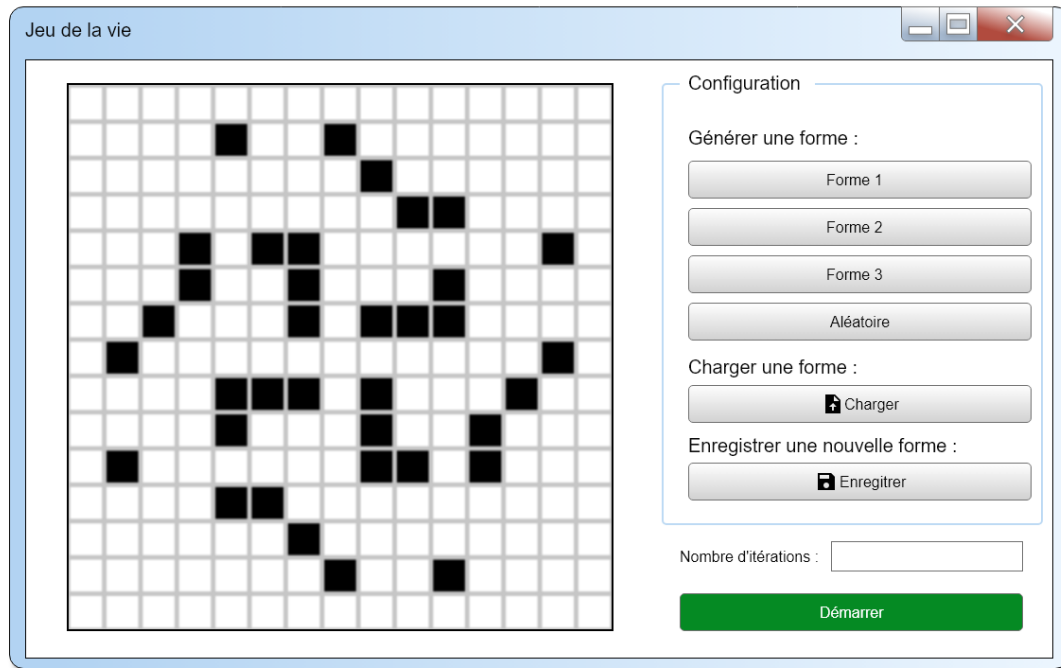 Jeu de la vie
Configuration
Générer une forme :
Forme 1
Forme 2
Forme 3
Aléatoire
Charger une forme :
Charger
Enregistrer une nouvelle forme :
Enregitrer
Nombre d'itérations :
Démarrer